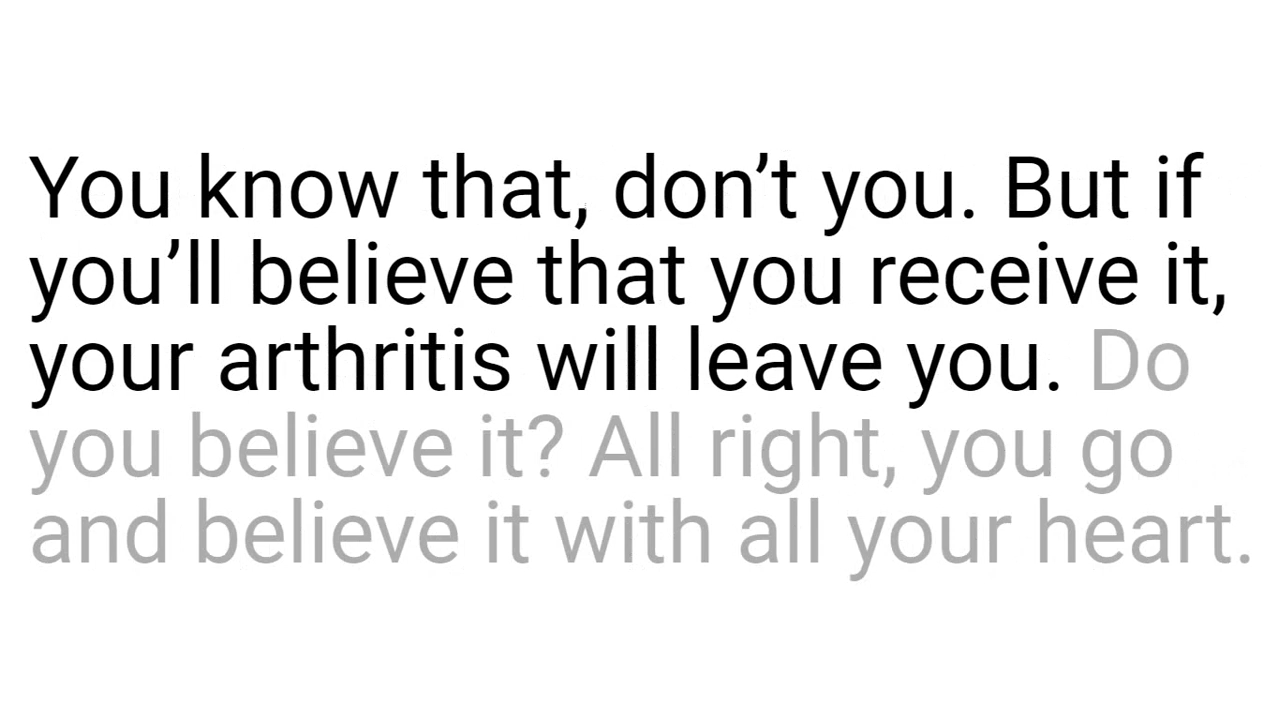 You know that, don’t you. But if
you’ll believe that you receive it,
your arthritis will leave you. Do
you believe it? All right, you go
and believe it with all your heart.